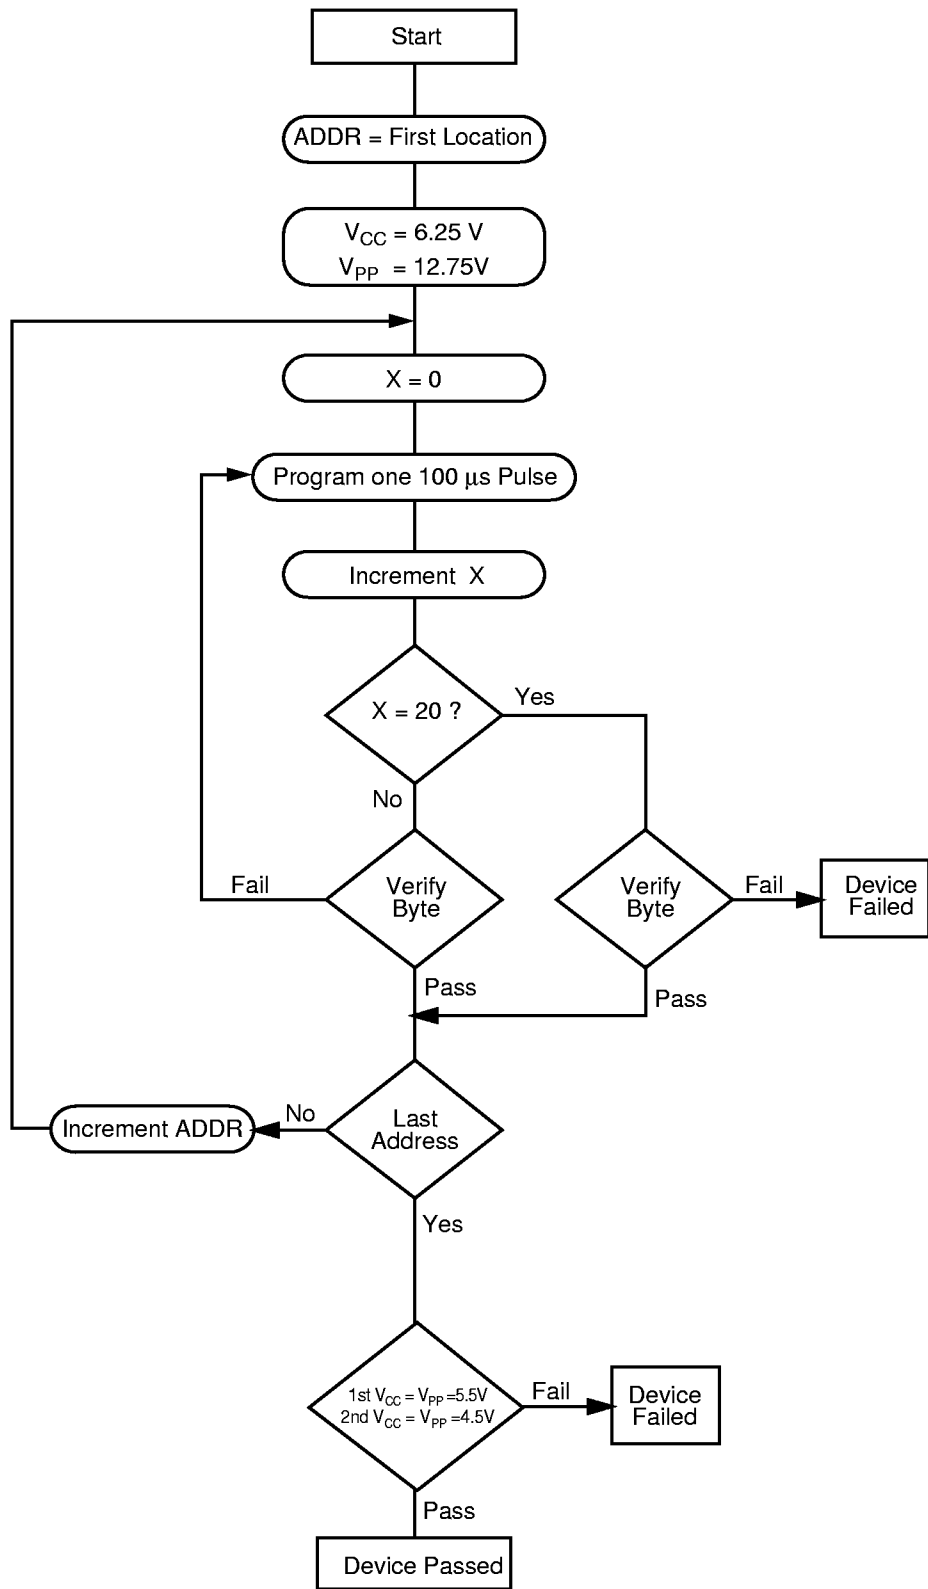 Start
ADDR = First Location
VCC = 6.25 V
VPP = 12.75V
X = 0
Program one 100 µs Pulse
Increment X
X = 20 ?
Yes
No
Verify
Byte
Fail
Verify
Byte
Fail
Device
Failed
Pass
Pass
Last
Address
No
Increment ADDR
Yes
1st VCC = VPP =5.5V
2nd VCC = VPP =4.5V
Fail
Device
Failed
Pass
Device Passed